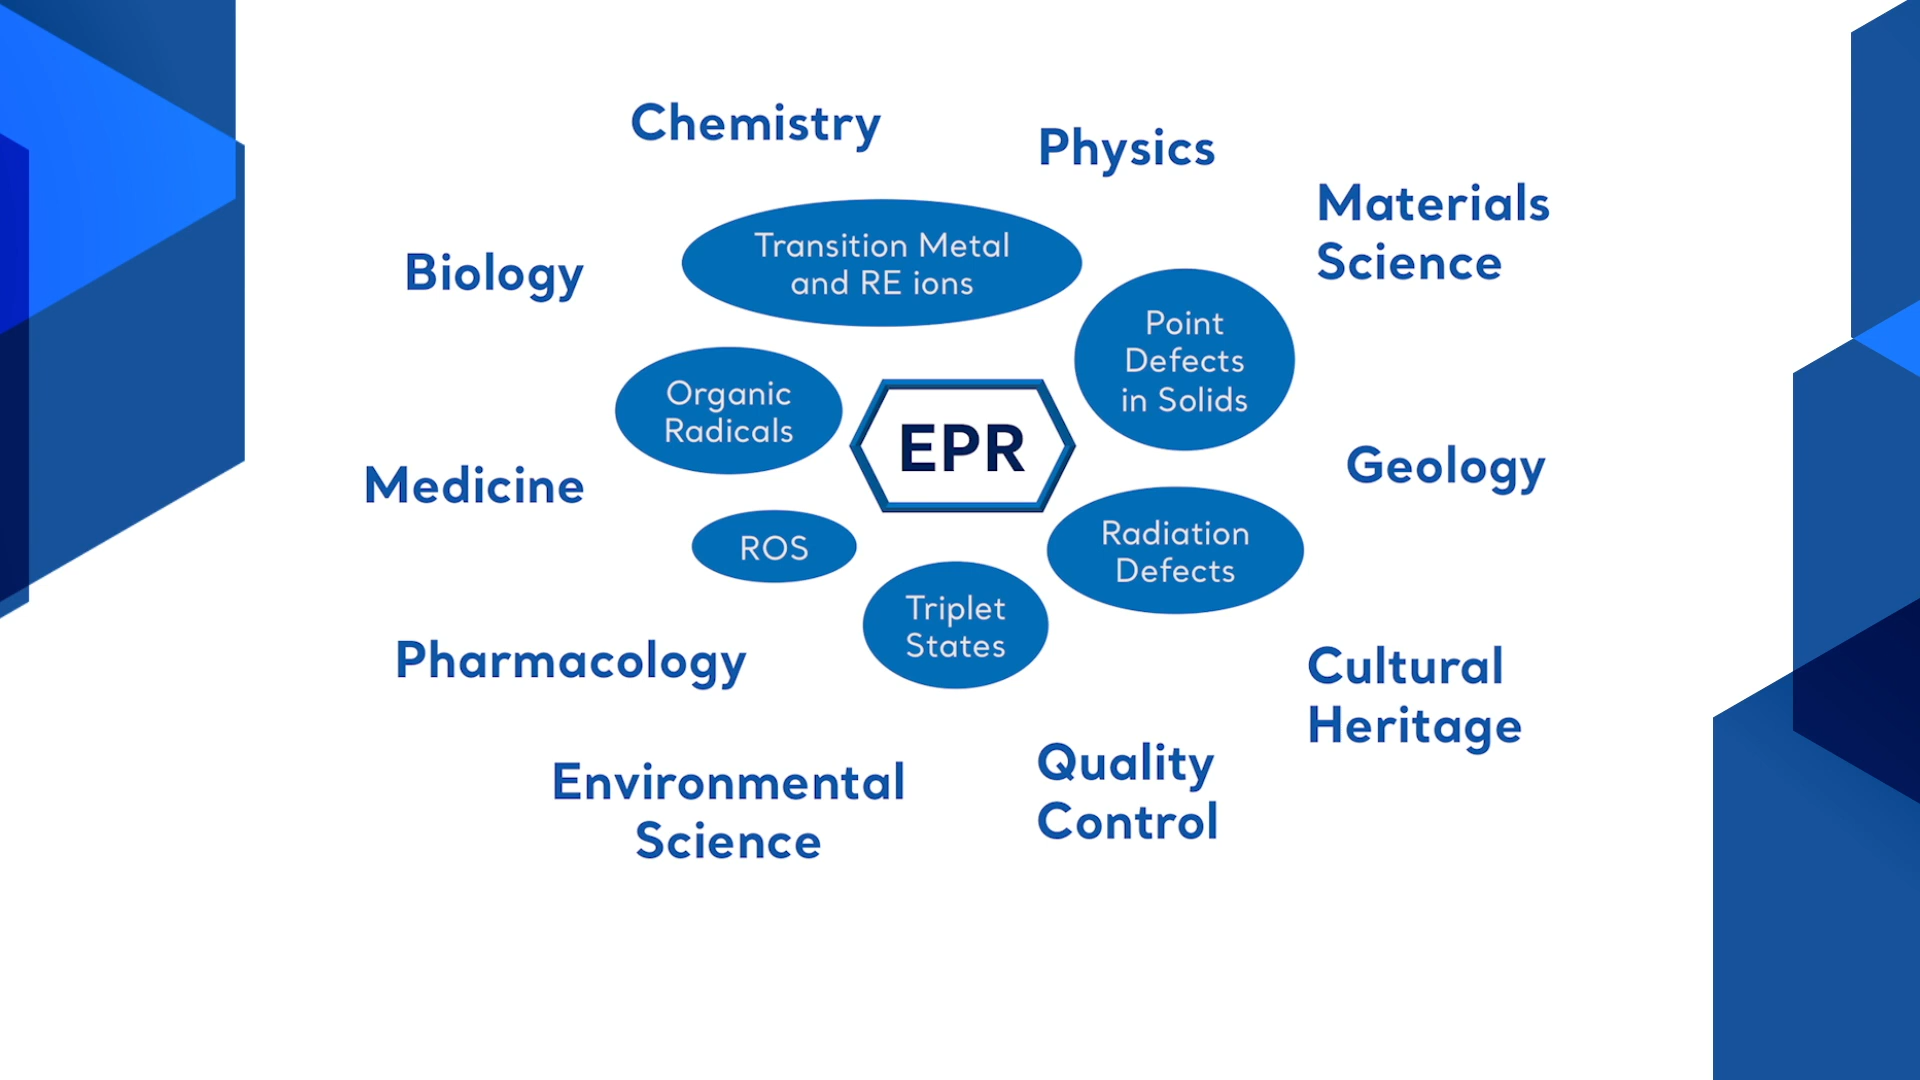 Chemistry
Physics
Materials
Science
Biology
Transition Metal
and RE ions
Point
Defects
in Solids
Organic
Radicals
EPR
Geology
Medicine
ROS
Radiation
Defects
Triplet
States
Pharmacology
Cultural
Heritage
Environmental
Science
Quality
Control